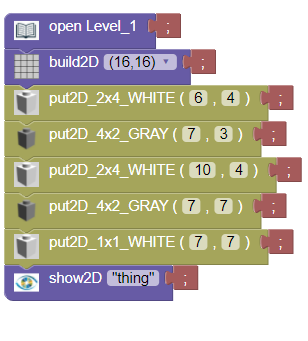 open Level_1 ;
build2D (16,16) ▾ ;
put2D_2x4_WHITE ( 6 , 4 ) ;
put2D_4x2_GRAY ( 7 , 3 ) ;
put2D_2x4_WHITE ( 10 , 4 ) ;
put2D_4x2_GRAY ( 7 , 7 ) ;
put2D_1x1_WHITE ( 7 , 7 ) ;
show2D "thing" ;